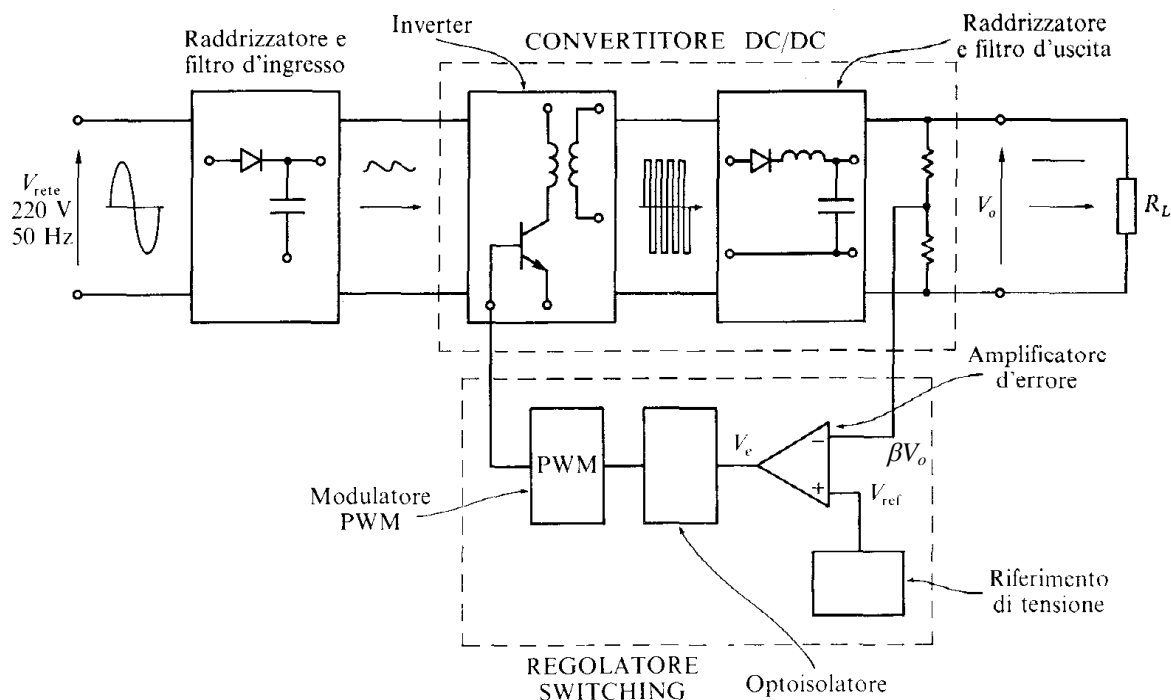 Raddrizzatore e
filtro d'ingresso
Inverter
CONVERTITORE DC/DC
Raddrizzatore
e filtro d'uscita
V_rete
220 V
50 Hz
V_o
R_L
Amplificatore
d'errore
PWM
V_e
−
+
βV_o
V_ref
Modulatore
PWM
Riferimento
di tensione
REGOLATORE
SWITCHING
Optoisolatore